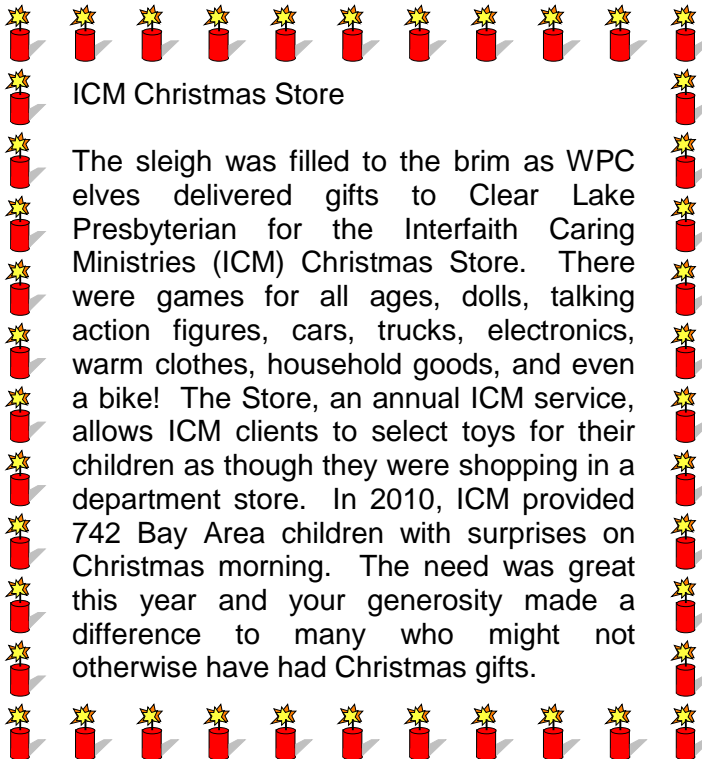 ICM Christmas Store
The sleigh was filled to the brim as WPC
elves delivered gifts to Clear Lake
Presbyterian for the Interfaith Caring
Ministries (ICM) Christmas Store. There
were games for all ages, dolls, talking
action figures, cars, trucks, electronics,
warm clothes, household goods, and even
a bike! The Store, an annual ICM service,
allows ICM clients to select toys for their
children as though they were shopping in a
department store. In 2010, ICM provided
742 Bay Area children with surprises on
Christmas morning. The need was great
this year and your generosity made a
difference to many who might not
otherwise have had Christmas gifts.